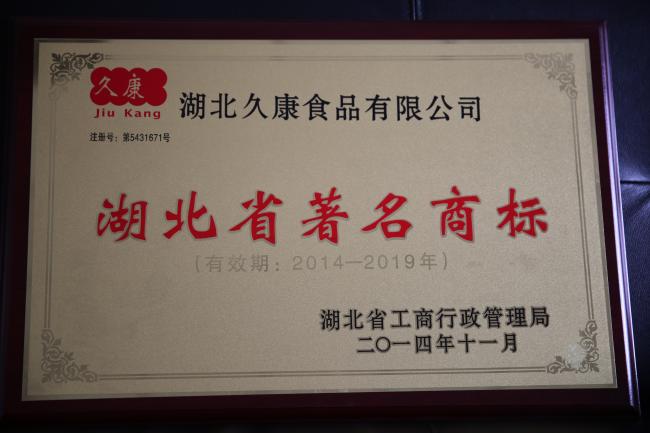 久康
Jiu Kang
湖北久康食品有限公司
注册号：第5431671号
湖北省著名商标
（有效期：2014—2019年）
湖北省工商行政管理局
二〇一四年十一月